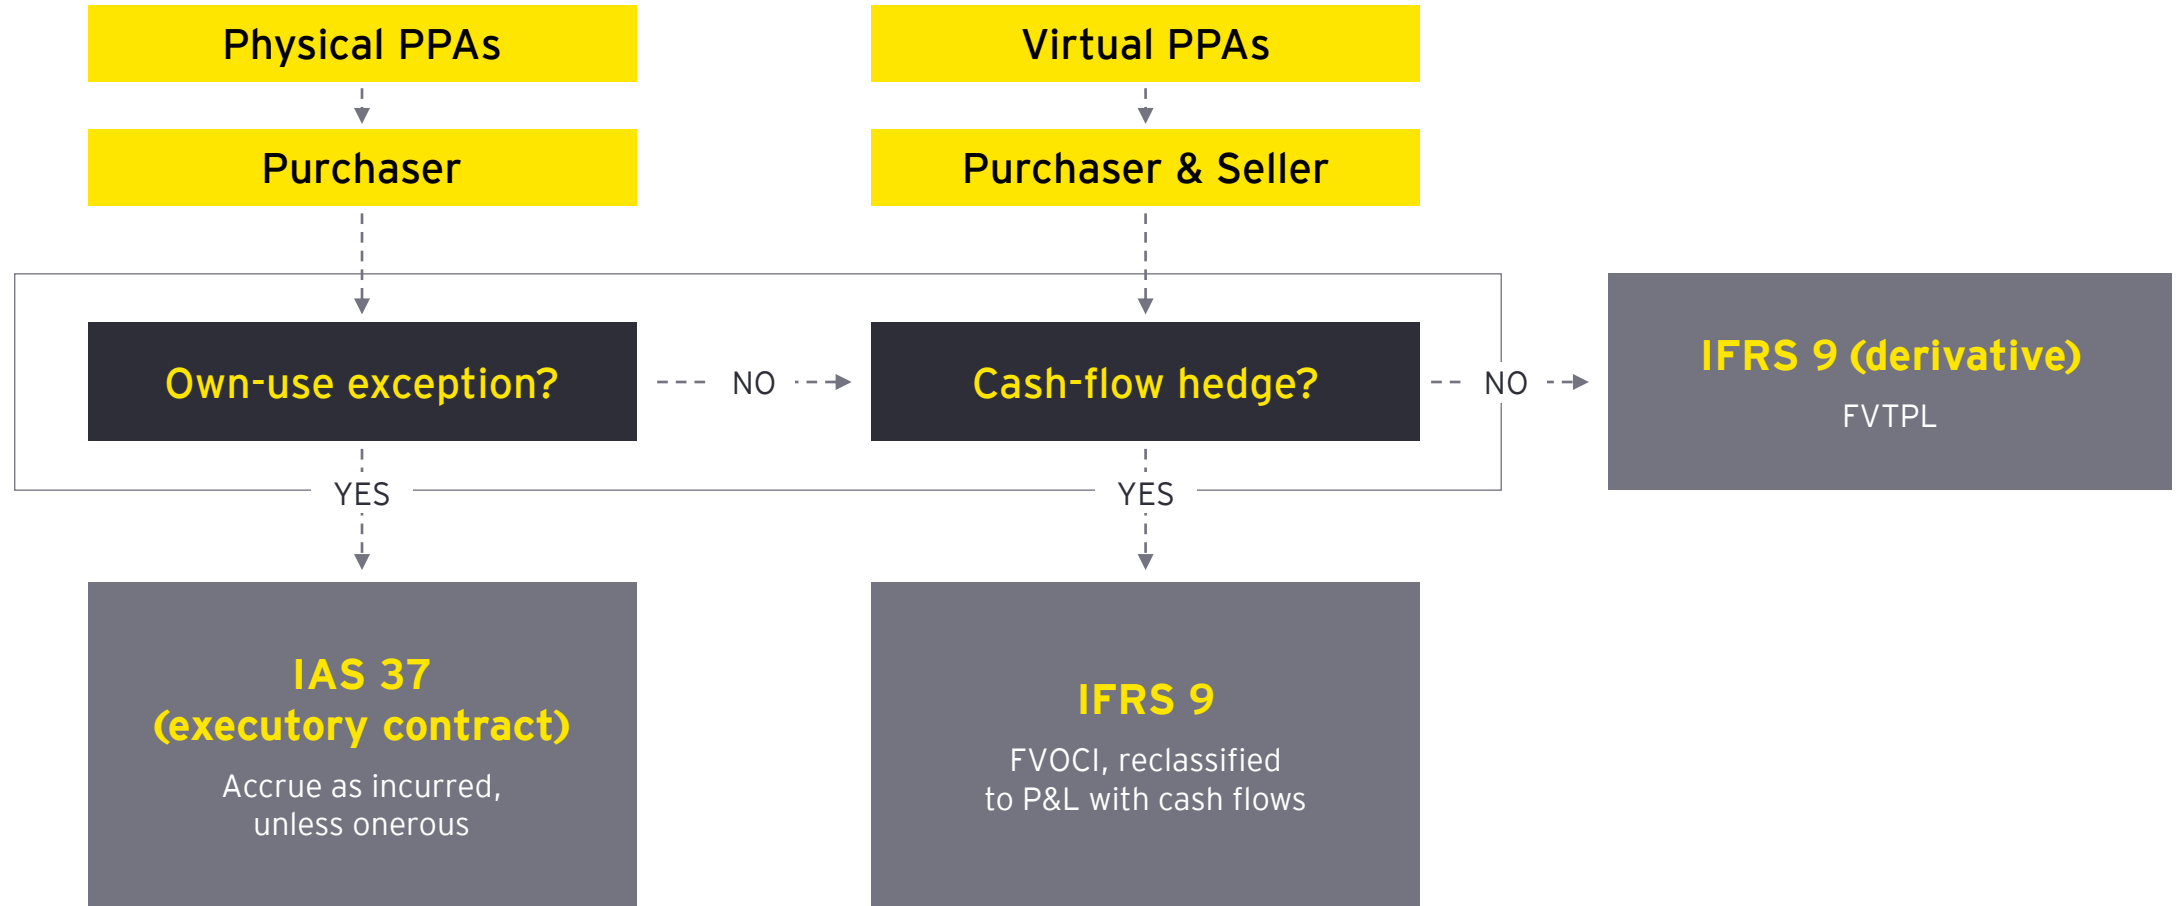 Physical PPAs
Virtual PPAs
Purchaser
Purchaser & Seller
Own-use exception?
NO
Cash-flow hedge?
NO
IFRS 9 (derivative)
FVTPL
YES
YES
IAS 37
(executory contract)
Accrue as incurred,
unless onerous
IFRS 9
FVOCI, reclassified
to P&L with cash flows